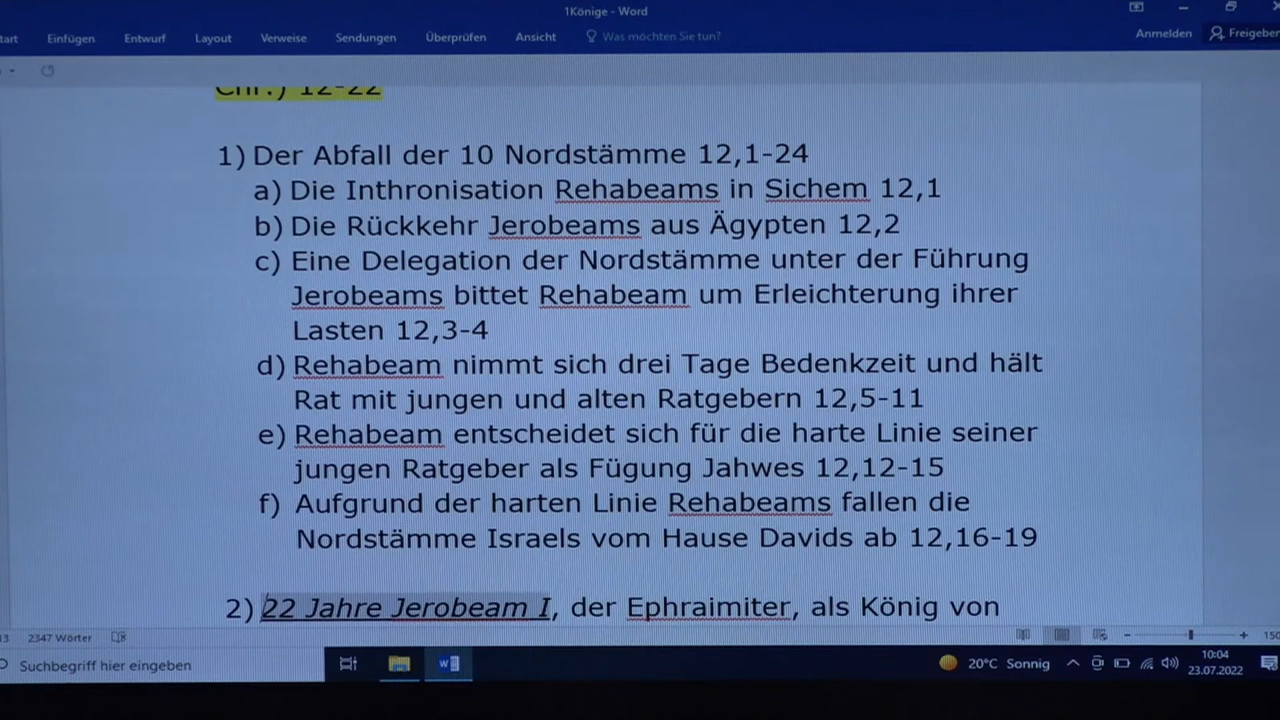 1Könige - Word
tart Einfügen Entwurf Layout Verweise Sendungen Überprüfen Ansicht Was möchten Sie tun? Anmelden Freigeben
Chr.) 12-22
1) Der Abfall der 10 Nordstämme 12,1-24
a) Die Inthronisation Rehabeams in Sichem 12,1
b) Die Rückkehr Jerobeams aus Ägypten 12,2
c) Eine Delegation der Nordstämme unter der Führung
Jerobeams bittet Rehabeam um Erleichterung ihrer
Lasten 12,3-4
d) Rehabeam nimmt sich drei Tage Bedenkzeit und hält
Rat mit jungen und alten Ratgebern 12,5-11
e) Rehabeam entscheidet sich für die harte Linie seiner
jungen Ratgeber als Fügung Jahwes 12,12-15
f) Aufgrund der harten Linie Rehabeams fallen die
Nordstämme Israels vom Hause Davids ab 12,16-19
2) 22 Jahre Jerobeam I, der Ephraimiter, als König von
13 2347 Wörter - + 150
Suchbegriff hier eingeben W 20°C Sonnig 10:04
23.07.2022